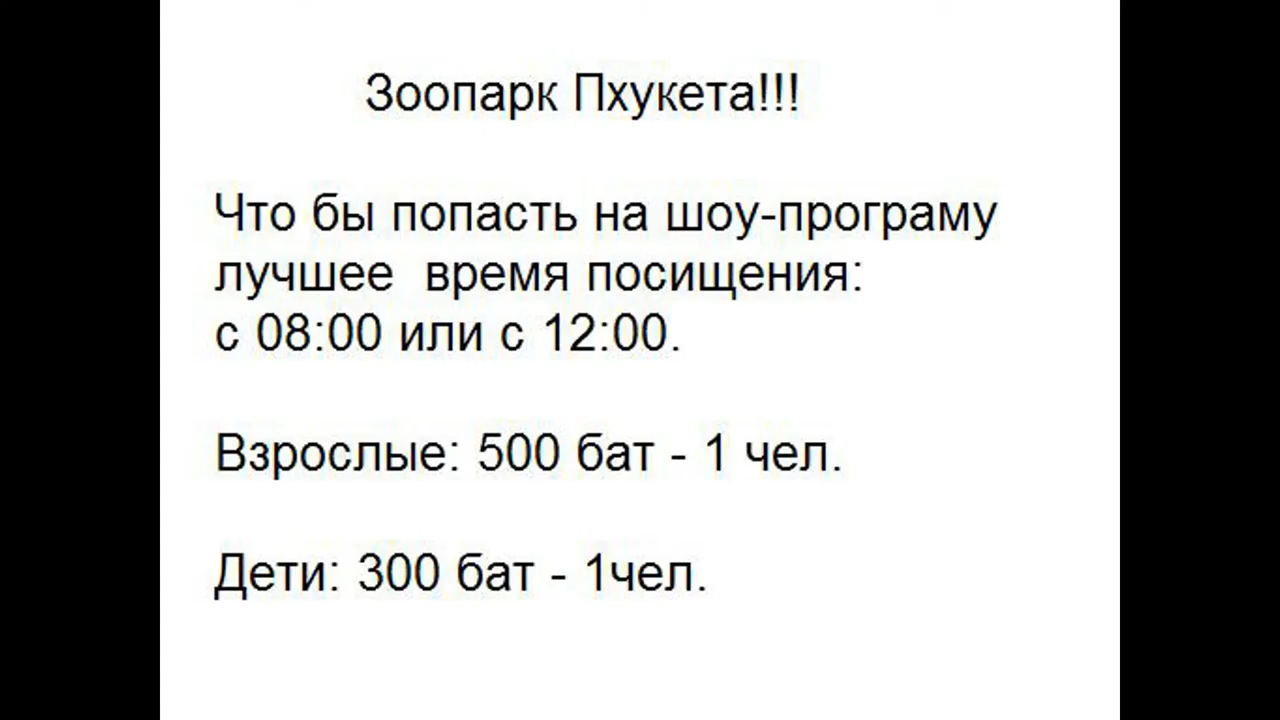 Зоопарк Пхукета!!!
Что бы попасть на шоу-програму
лучшее время посищения:
с 08:00 или с 12:00.
Взрослые: 500 бат - 1 чел.
Дети: 300 бат - 1чел.